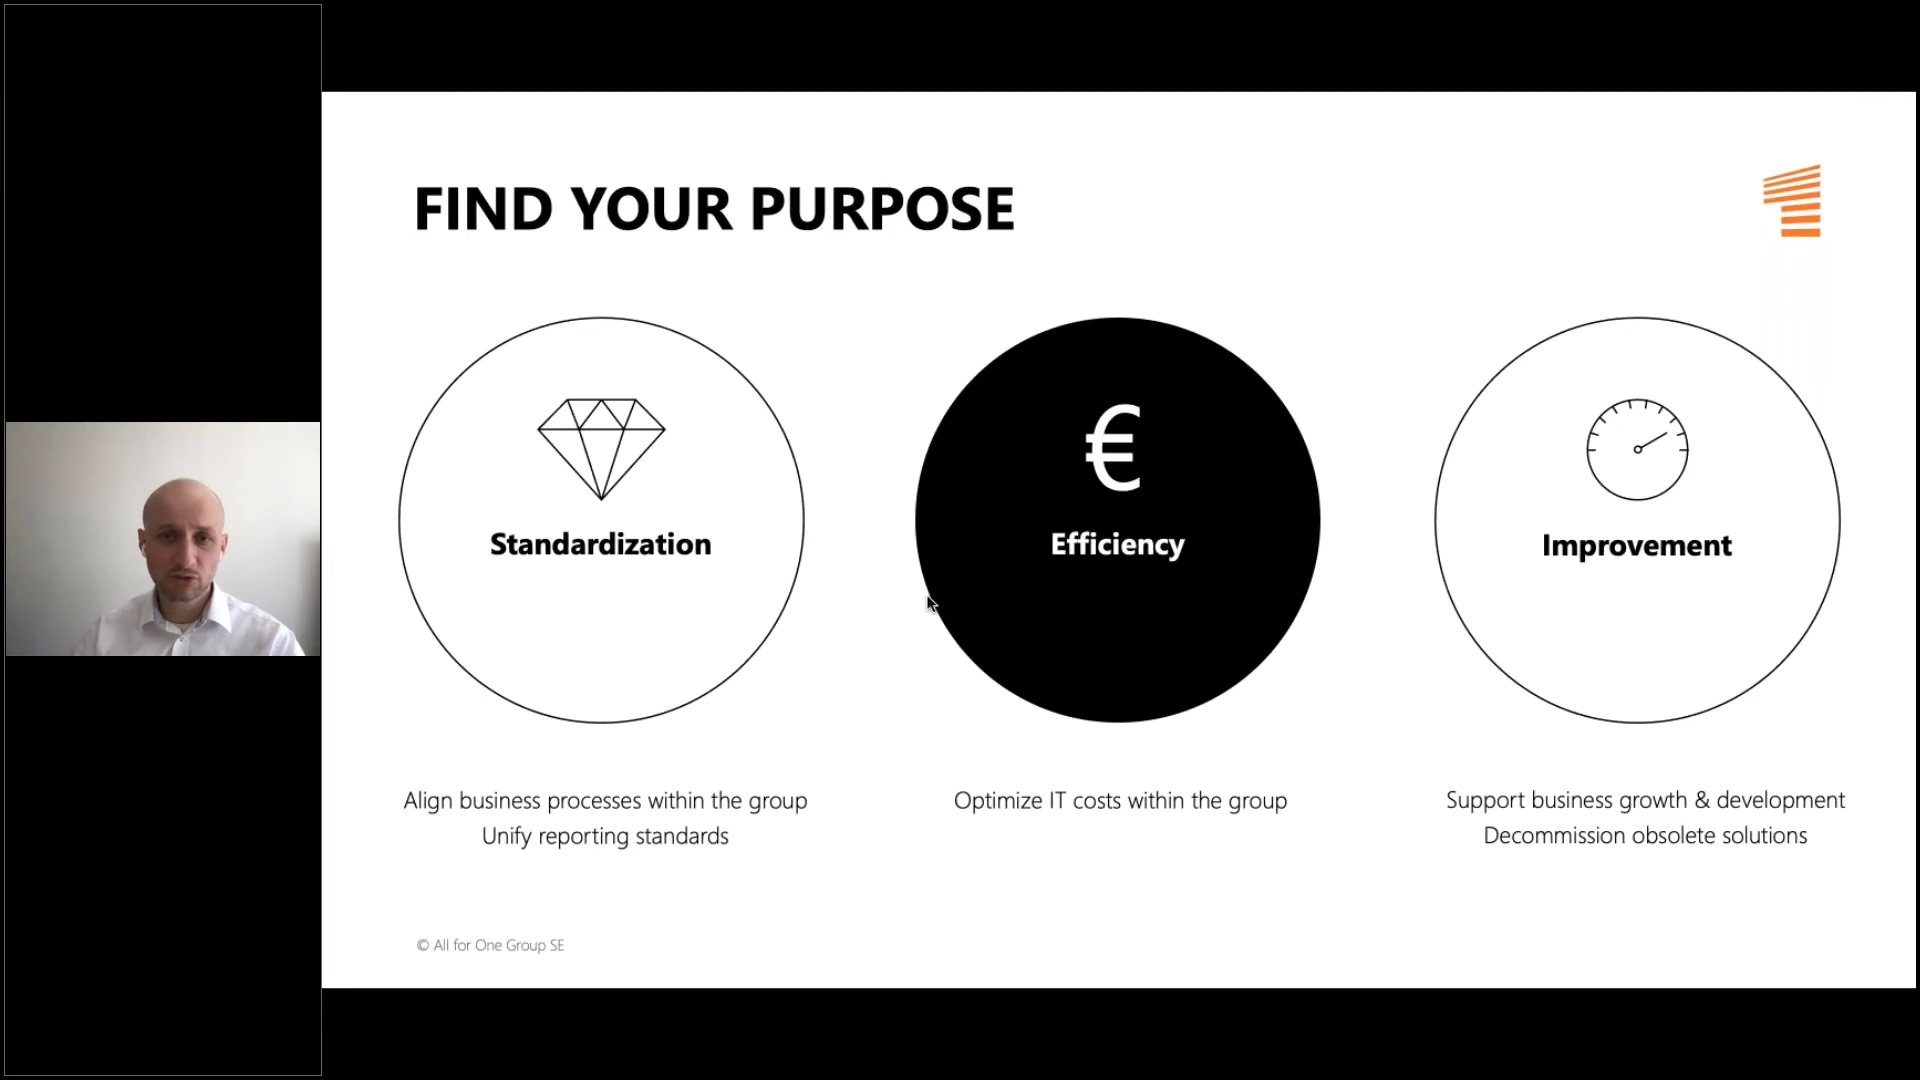 FIND YOUR PURPOSE
€
Standardization
Efficiency
Improvement
Align business processes within the group
Unify reporting standards
Optimize IT costs within the group
Support business growth & development
Decommission obsolete solutions
© All for One Group SE